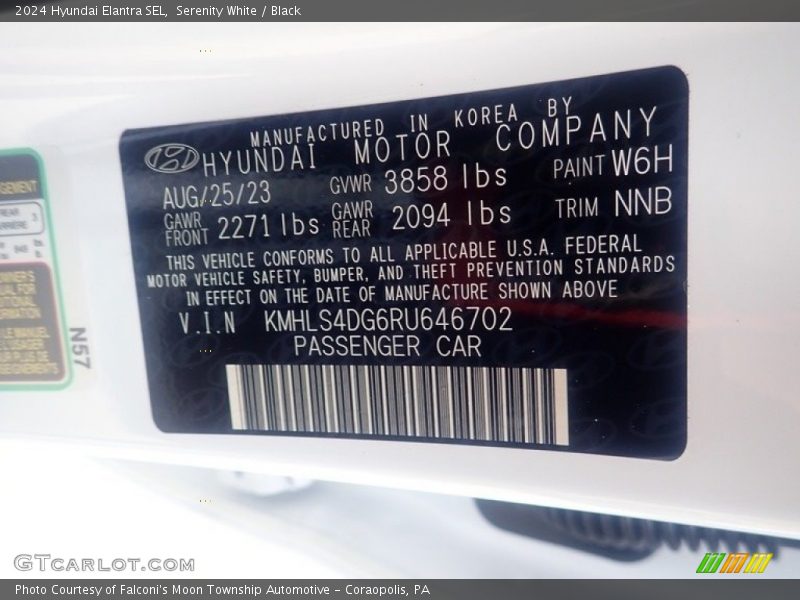 2024 Hyundai Elantra SEL, Serenity White / Black
MANUFACTURED IN KOREA BY
HYUNDAI MOTOR COMPANY
AUG/25/23 GVWR 3858 lbs PAINT W6H
GAWR FRONT 2271 lbs GAWR REAR 2094 lbs TRIM NNB
THIS VEHICLE CONFORMS TO ALL APPLICABLE U.S.A. FEDERAL
MOTOR VEHICLE SAFETY, BUMPER, AND THEFT PREVENTION STANDARDS
IN EFFECT ON THE DATE OF MANUFACTURE SHOWN ABOVE
V.I.N KMHLS4DG6RU646702
PASSENGER CAR
N57
GTcarlot.com
Photo Courtesy of Falconi's Moon Township Automotive - Coraopolis, PA